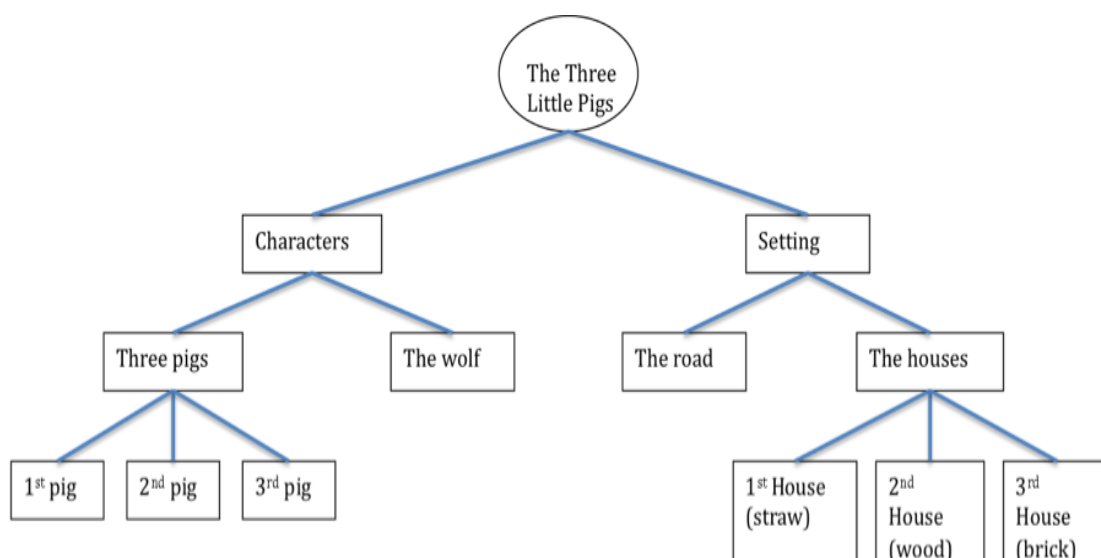 The Three
Little Pigs
Characters
Setting
Three pigs
The wolf
The road
The houses
1st pig
2nd pig
3rd pig
1st House
(straw)
2nd
House
(wood)
3rd
House
(brick)